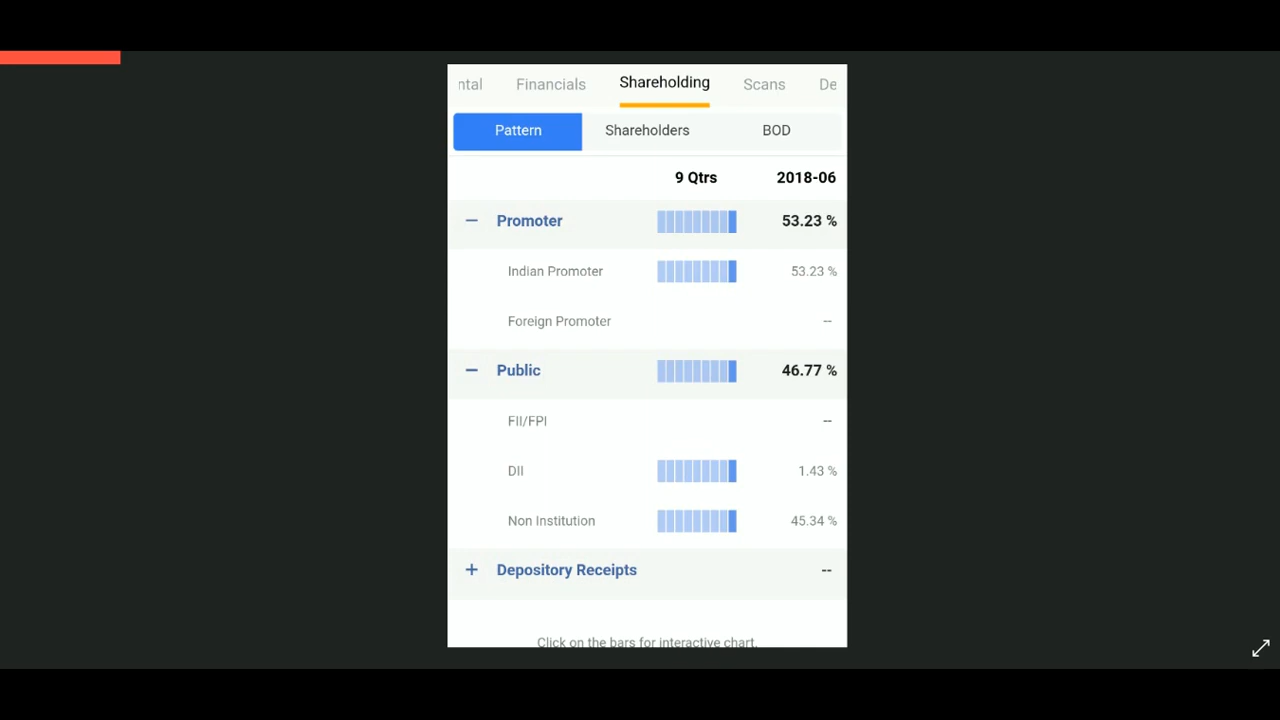 ntal Financials Shareholding Scans De
Pattern Shareholders BOD
9 Qtrs 2018-06
− Promoter 53.23 %
Indian Promoter 53.23 %
Foreign Promoter --
− Public 46.77 %
FII/FPI --
DII 1.43 %
Non Institution 45.34 %
+ Depository Receipts --
Click on the bars for interactive chart.